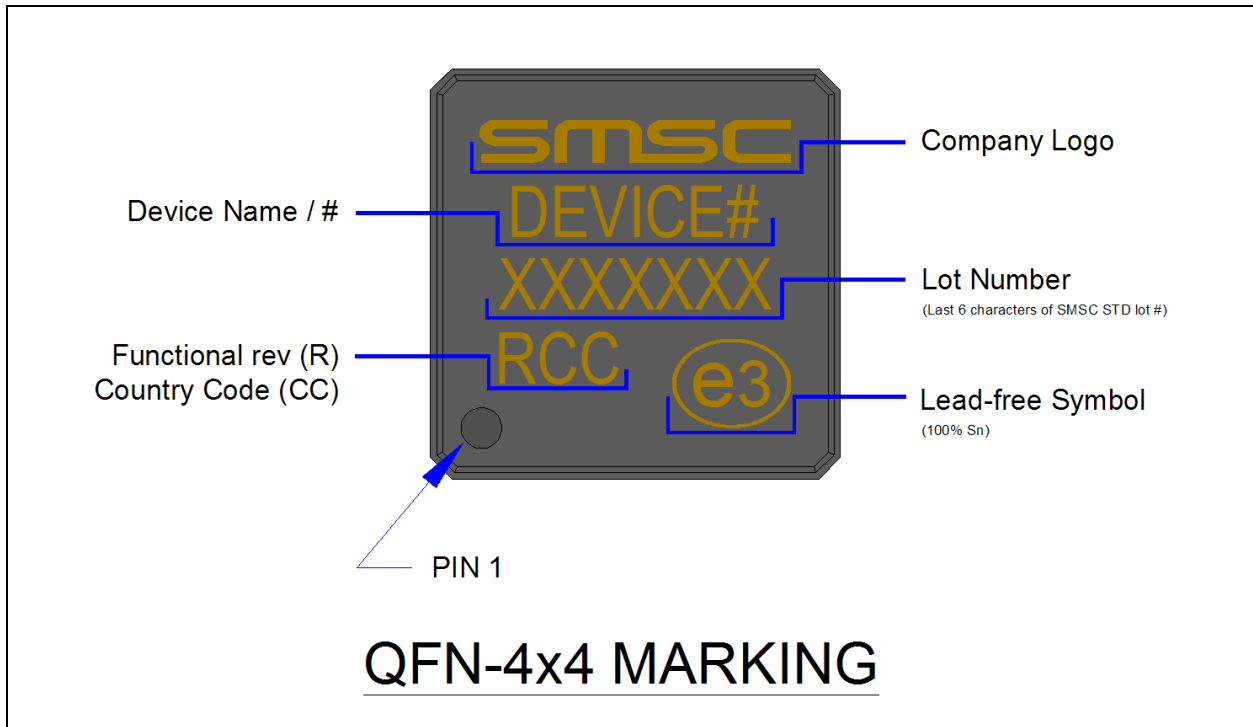 smsc
Company Logo
Device Name / #
DEVICE#
XXXXXXX
Lot Number
(Last 6 characters of SMSC STD lot #)
Functional rev (R)
Country Code (CC)
RCC
e3
Lead-free Symbol
(100% Sn)
PIN 1
QFN-4x4 MARKING